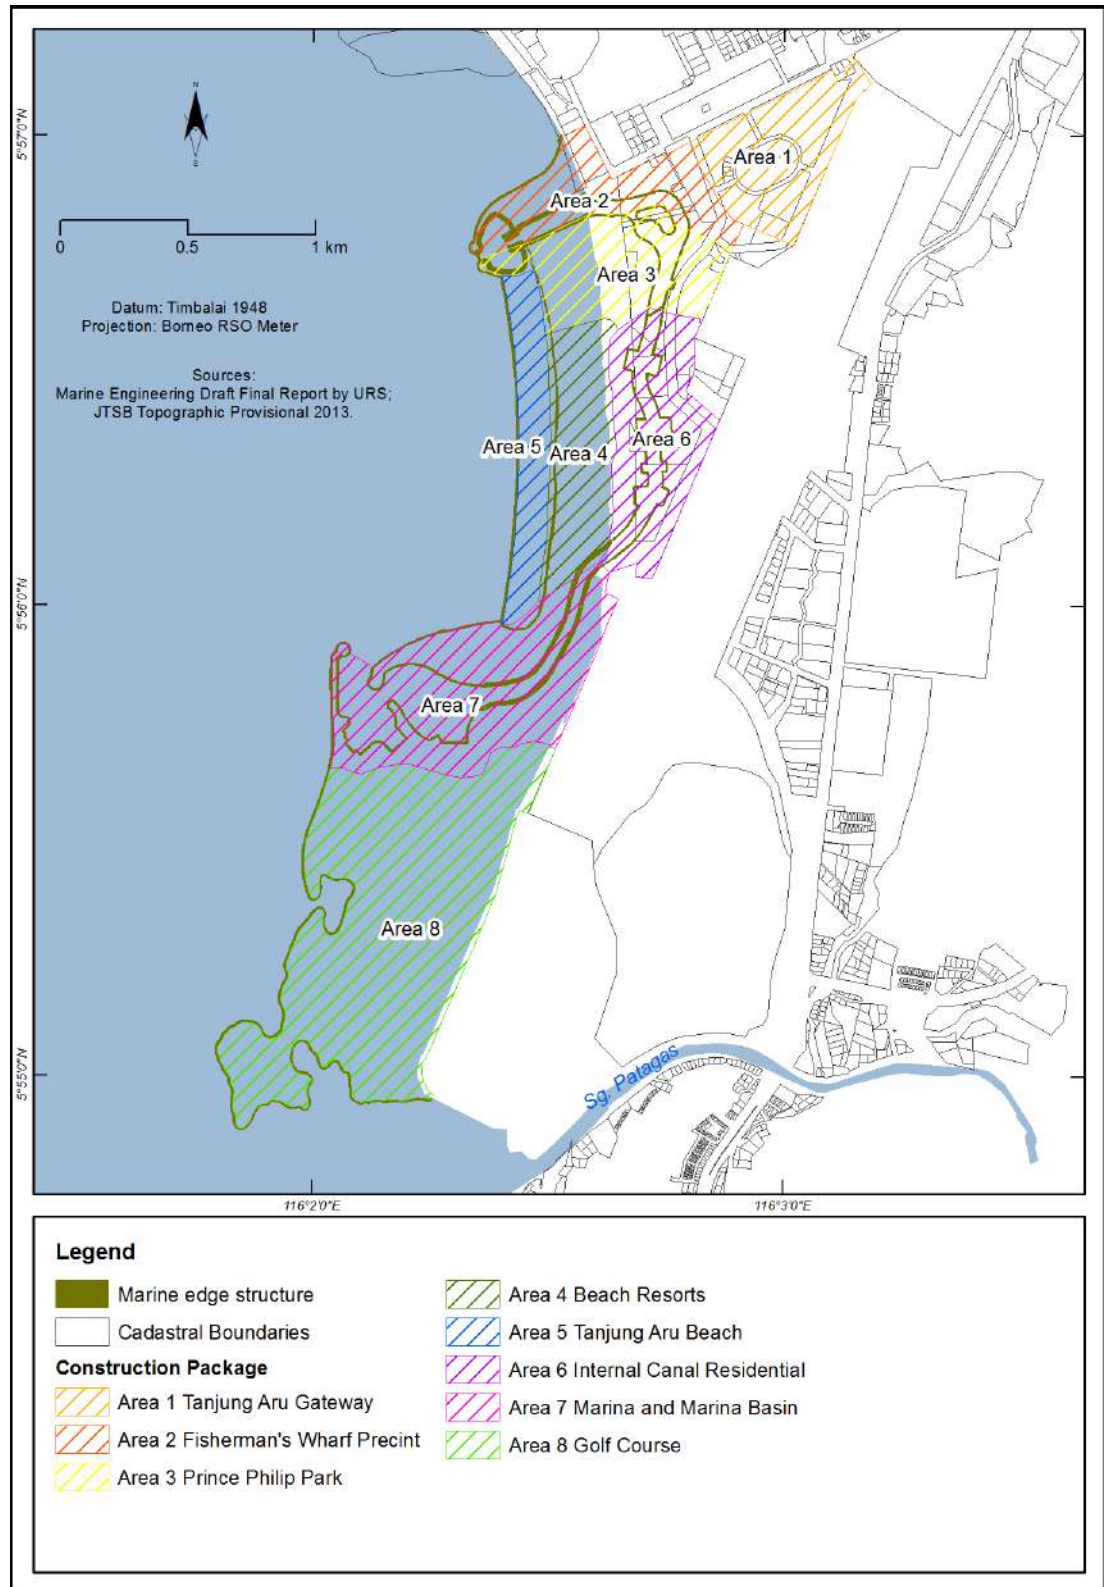 N
S
5°57'0"N
Area 1
Area 2
0 0.5 1 km
Area 3
Datum: Timbalai 1948
Projection: Borneo RSO Meter
Sources:
Marine Engineering Draft Final Report by URS;
JTSB Topographic Provisional 2013.
Area 5
Area 4
Area 6
5°56'0"N
Area 7
Area 8
5°55'0"N
Sg. Patagas
116°2'0"E
116°3'0"E
Legend
Marine edge structure
Cadastral Boundaries
Construction Package
Area 1 Tanjung Aru Gateway
Area 2 Fisherman's Wharf Precint
Area 3 Prince Philip Park
Area 4 Beach Resorts
Area 5 Tanjung Aru Beach
Area 6 Internal Canal Residential
Area 7 Marina and Marina Basin
Area 8 Golf Course